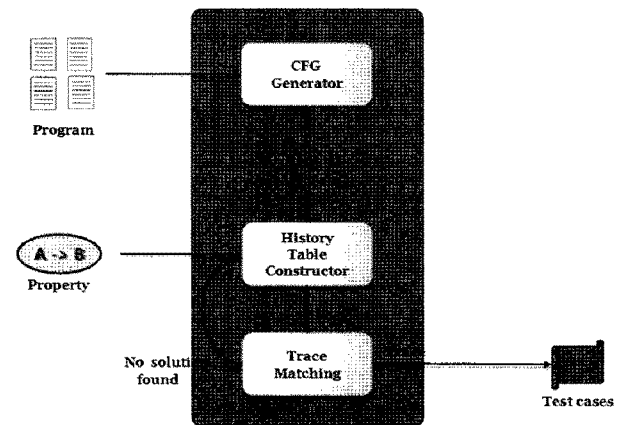 CFG
Generator
Program
History
Table
Constructor
A -> B
Property
No soluti
found
Trace
Matching
Test cases